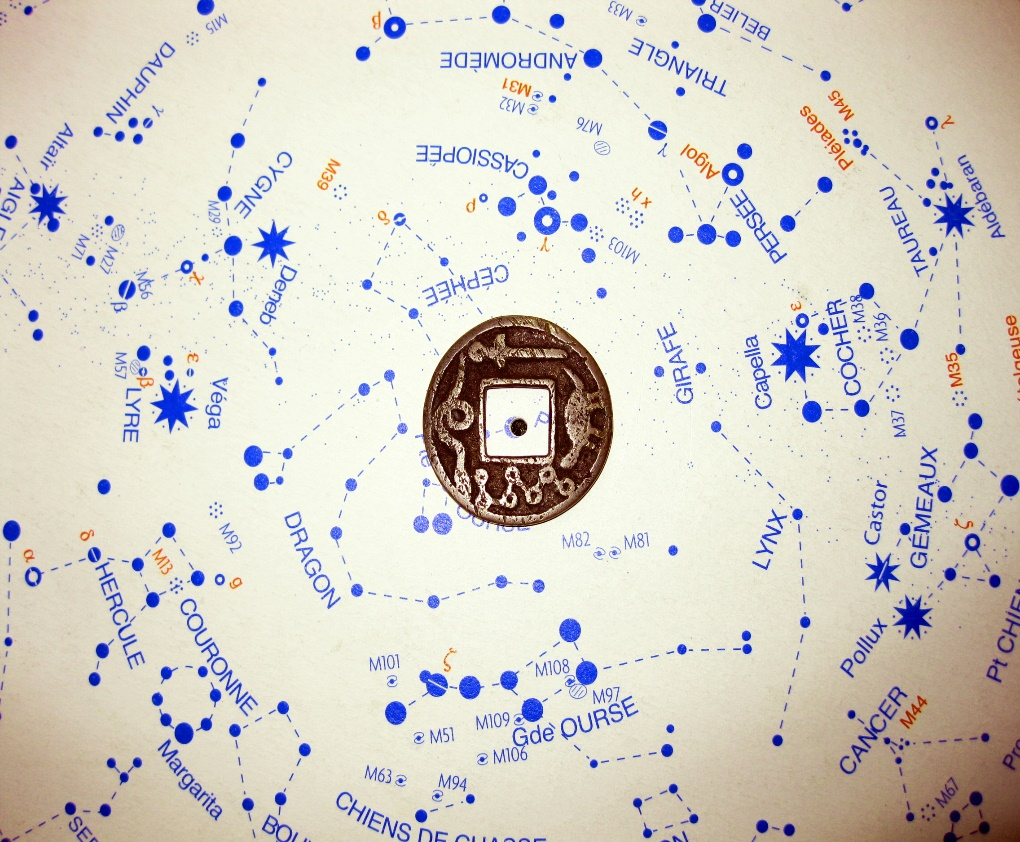 M15
β
M33
BELIER
DAUPHIN
γ
ANDROMÈDE
TRIANGLE
M31
M32
M76
M45
Pléiades
Altair
AIGLE
CYGNE
M39
CASSIOPÉE
γ
Algol
λ
Aldébaran
M29
δ
ρ
γ
χ h
M103
PERSÉE
TAUREAU
M71
M27
M56
β
χ
Deneb
CÉPHÉE
ε
M38
M36
M57
β
ε
LYRE
Véga
GIRAFE
Capella
COCHER
M37
M35
M92
DRAGON
M82
M81
LYNX
Castor
GÉMEAUX
ζ
α
δ
HERCULE
M13
g
COURONNE
Margarita
M101
ζ
M108
M97
M109
Gde OURSE
M51
M106
M63
M94
CHIENS DE CHASSE
Pollux
Pt CHIEN
CANCER
M44
M67